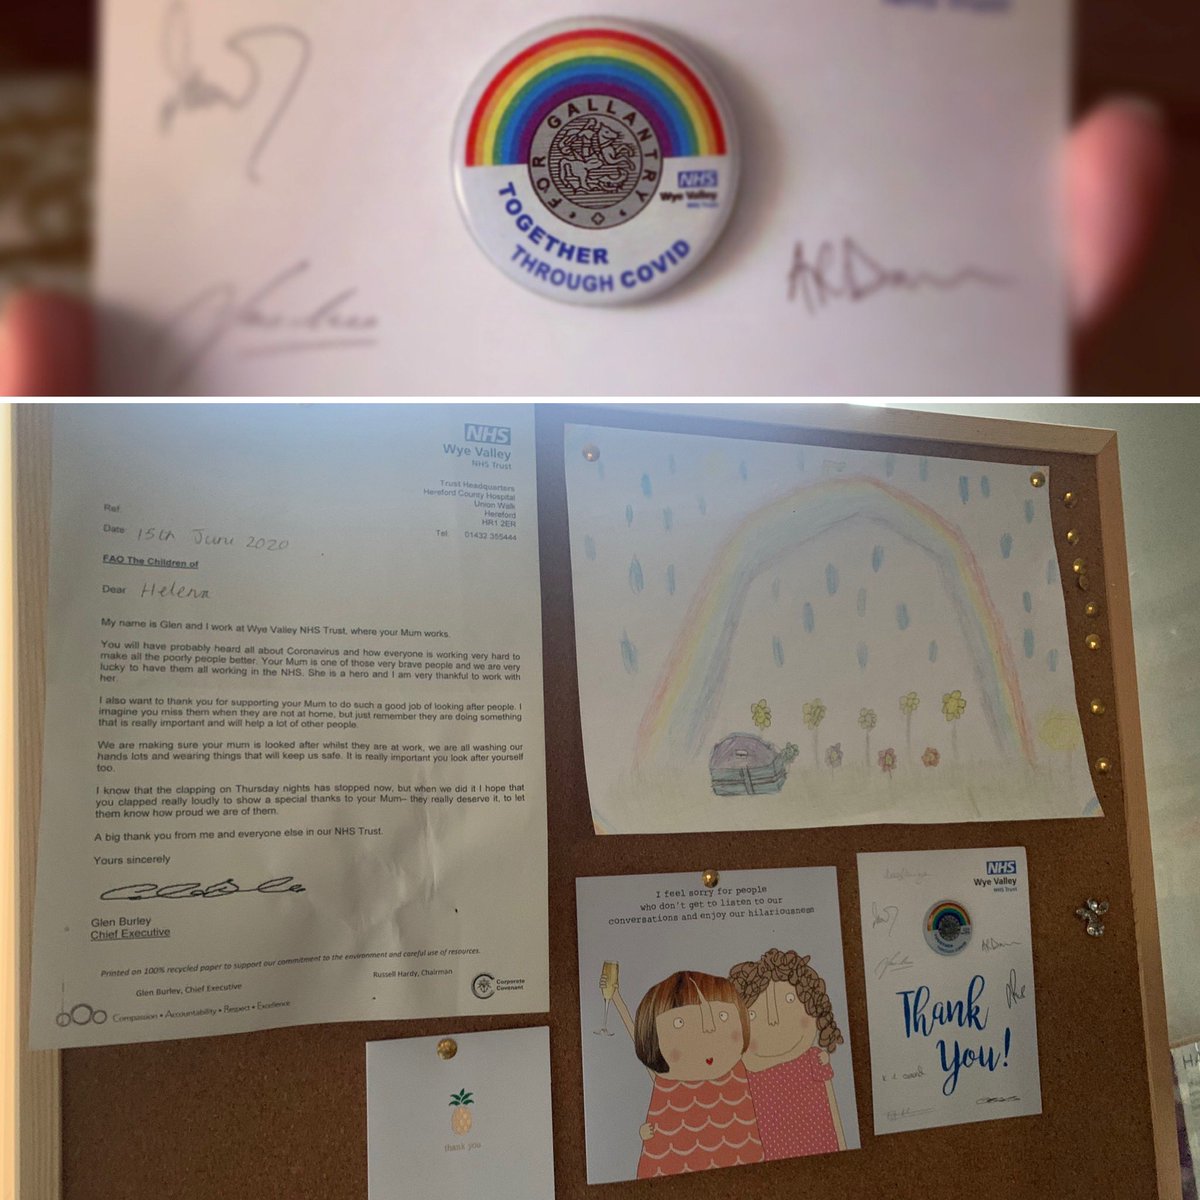 FOR GALLANTRY
NHS
Wye Valley
NHS Trust
TOGETHER
THROUGH COVID
ARDawn
NHS
Wye Valley
NHS Trust
Trust Headquarters
Hereford County Hospital
Union Walk
Hereford
HR1 2ER
Tel: 01432 355444
Ref:
Date: 15th June 2020
FAO The Children of
Dear Helena
My name is Glen and I work at Wye Valley NHS Trust, where your Mum works.
You will have probably heard all about Coronavirus and how everyone is working very hard to
make all the poorly people better. Your Mum is one of those very brave people and we are very
lucky to have them all working in the NHS. She is a hero and I am very thankful to work with
her.
I also want to thank you for supporting your Mum to do such a good job of looking after people. I
imagine you miss them when they are not at home, but just remember they are doing something
that is really important and will help a lot of other people.
We are making sure your mum is looked after whilst they are at work, we are all washing our
hands lots and wearing things that will keep us safe. It is really important you look after yourself
too.
I know that the clapping on Thursday nights has stopped now, but when we did it I hope that
you clapped really loudly to show a special thanks to your Mum– they really deserve it, to let
them know how proud we are of them.
A big thank you from me and everyone else in our NHS Trust.
Yours sincerely
Glen Burley
Chief Executive
Printed on 100% recycled paper to support our commitment to the environment and careful use of resources.
Glen Burley, Chief Executive
Russell Hardy, Chairman
Compassion • Accountability • Respect • Excellence
Corporate
Covenant
thank you
I feel sorry for people
who don't get to listen to our
conversations and enjoy our hilariousness
NHS
Wye Valley
NHS Trust
TOGETHER
THROUGH COVID
Thank
You!